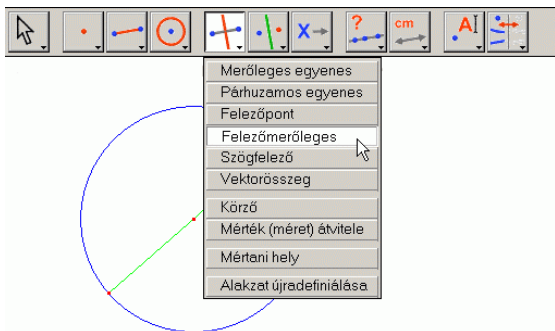 ?
cm
X
A
Merőleges egyenes
Párhuzamos egyenes
Felezőpont
Felezőmerőleges
Szögfelező
Vektorösszeg
Körző
Mérték (méret) átvitele
Mértani hely
Alakzat újradefiniálása